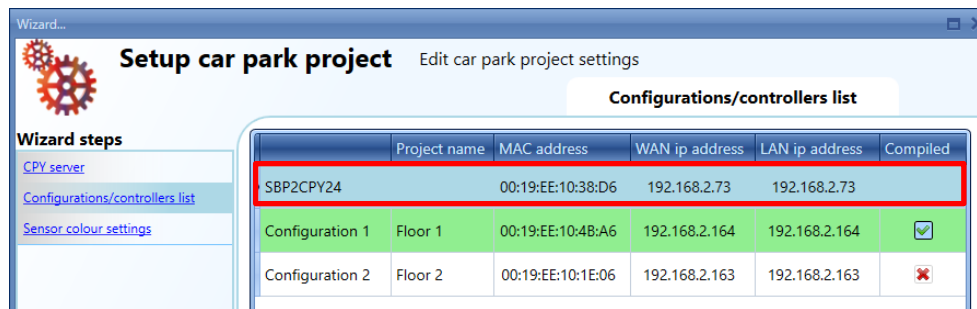 Wizard...
Setup car park project Edit car park project settings
Configurations/controllers list
Wizard steps
CPY server
Configurations/controllers list
Sensor colour settings
Project name MAC address WAN ip address LAN ip address Compiled
SBP2CPY24 00:19:EE:10:38:D6 192.168.2.73 192.168.2.73
Configuration 1 Floor 1 00:19:EE:10:4B:A6 192.168.2.164 192.168.2.164
Configuration 2 Floor 2 00:19:EE:10:1E:06 192.168.2.163 192.168.2.163